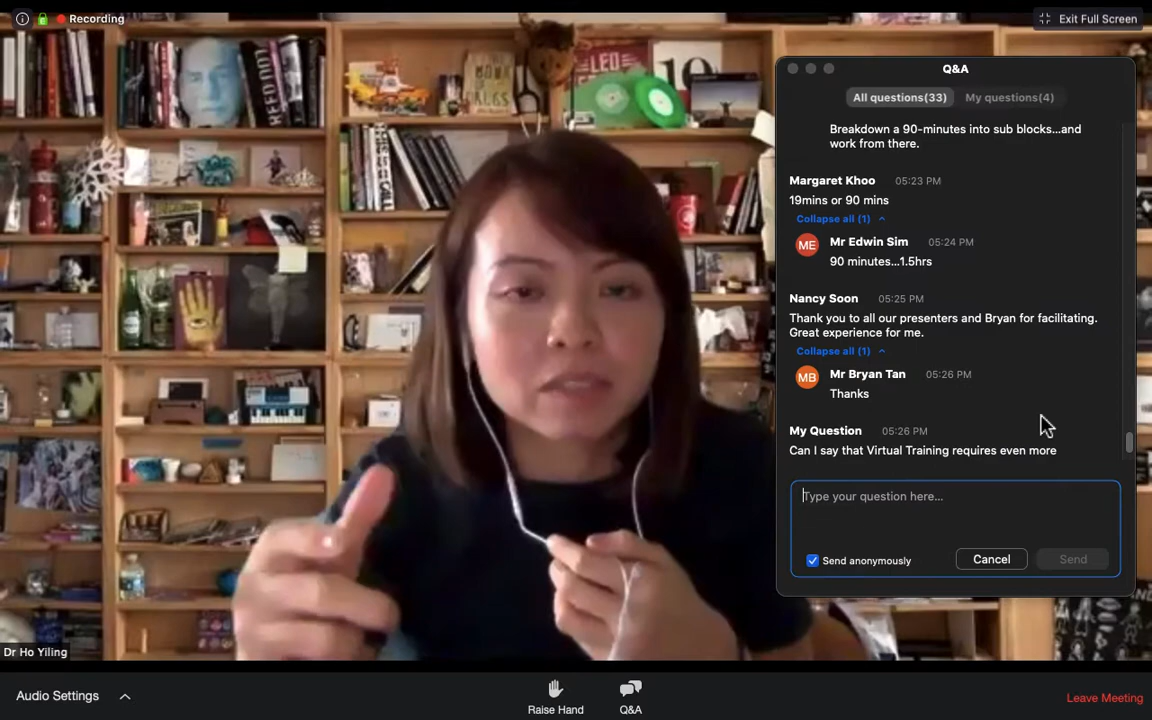 Recording
Exit Full Screen
Q&A
All questions(33)
My questions(4)
Breakdown a 90-minutes into sub blocks...and
work from there.
Margaret Khoo 05:23 PM
19mins or 90 mins
Collapse all (1)
ME
Mr Edwin Sim 05:24 PM
90 minutes...1.5hrs
Nancy Soon 05:25 PM
Thank you to all our presenters and Bryan for facilitating.
Great experience for me.
Collapse all (1)
MB
Mr Bryan Tan 05:26 PM
Thanks
My Question 05:26 PM
Can I say that Virtual Training requires even more
Type your question here...
Send anonymously
Cancel
Send
Dr Ho Yiling
Audio Settings
Raise Hand
Q&A
Leave Meeting